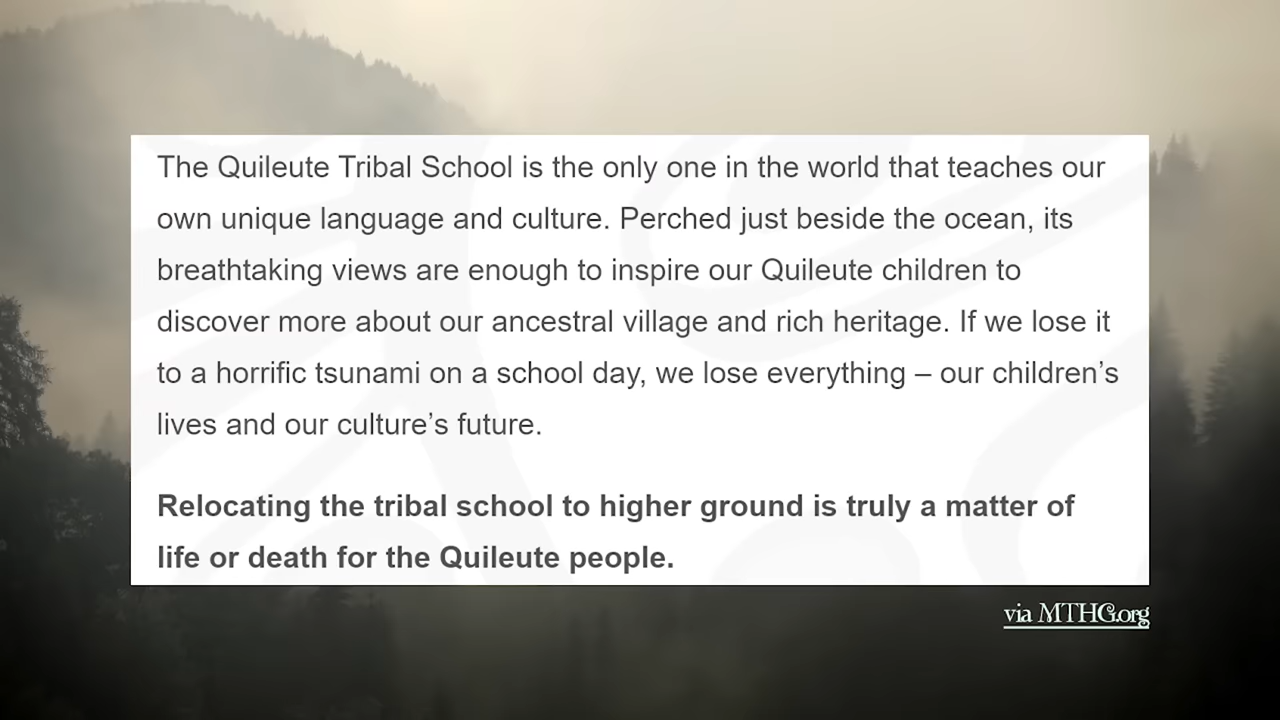 The Quileute Tribal School is the only one in the world that teaches our
own unique language and culture. Perched just beside the ocean, its
breathtaking views are enough to inspire our Quileute children to
discover more about our ancestral village and rich heritage. If we lose it
to a horrific tsunami on a school day, we lose everything – our children’s
lives and our culture’s future.
Relocating the tribal school to higher ground is truly a matter of
life or death for the Quileute people.
via MTHG.org